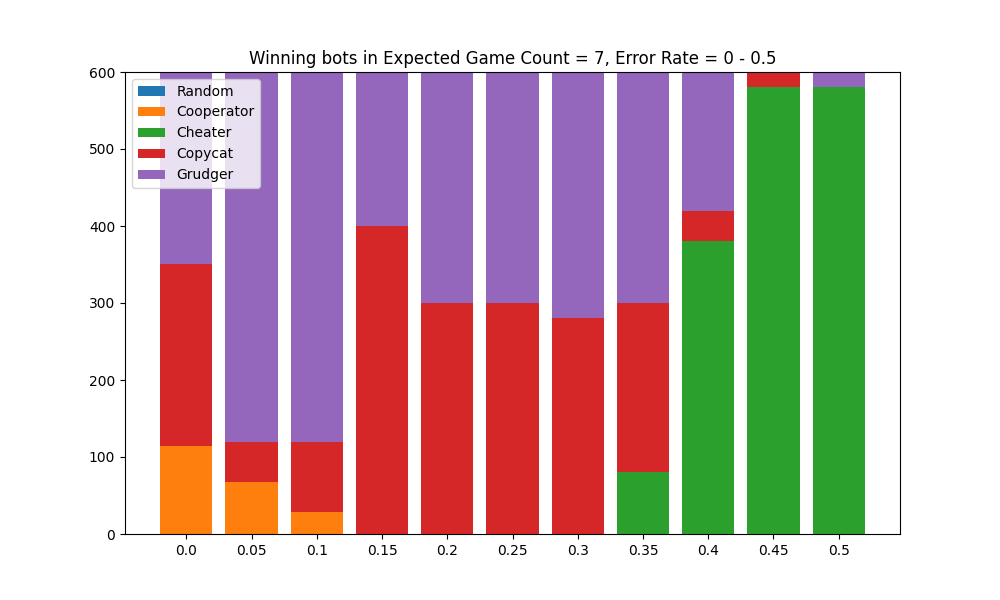 Winning bots in Expected Game Count = 7, Error Rate = 0 - 0.5
600
500
400
300
200
100
0
Random
Cooperator
Cheater
Copycat
Grudger
0.0 0.05 0.1 0.15 0.2 0.25 0.3 0.35 0.4 0.45 0.5